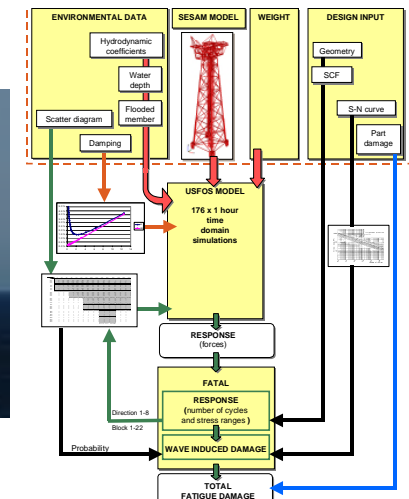 ENVIRONMENTAL DATA
SESAM MODEL
WEIGHT
DESIGN INPUT
Hydrodynamic
coefficients
Water
depth
Flooded
member
Scatter diagram
Damping
Geometry
SCF
S-N curve
Part
damage
USFOS MODEL
176 x 1 hour
time
domain
simulations
RESPONSE
(forces)
FATAL
RESPONSE
(number of cycles
and stress ranges )
Direction 1-8
Block 1-22
Probability
WAVE INDUCED DAMAGE
TOTAL
FATIGUE DAMAGE